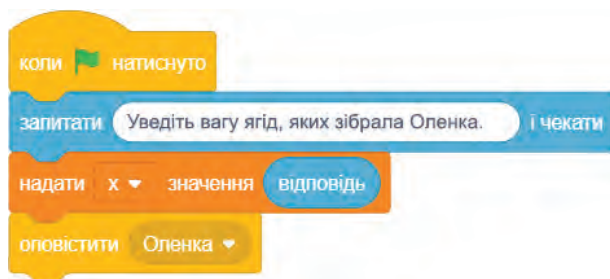 коли натиснуто
запитати Уведіть вагу ягід, яких зібрала Оленка. і чекати
надати х значення відповідь
оповістити Оленка